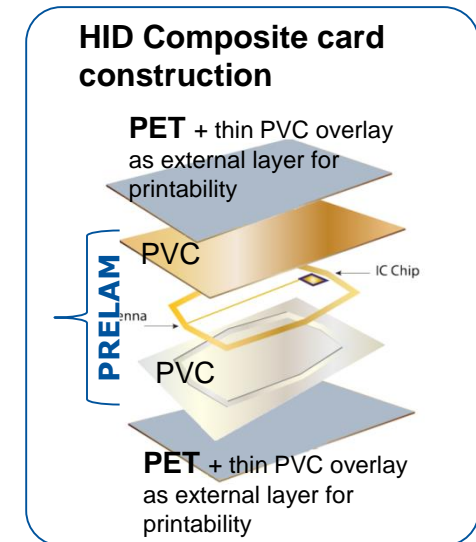 HID Composite card
construction
PET + thin PVC overlay
as external layer for
printability
PVC
IC Chip
enna
PRELAM
PVC
PET + thin PVC overlay
as external layer for
printability